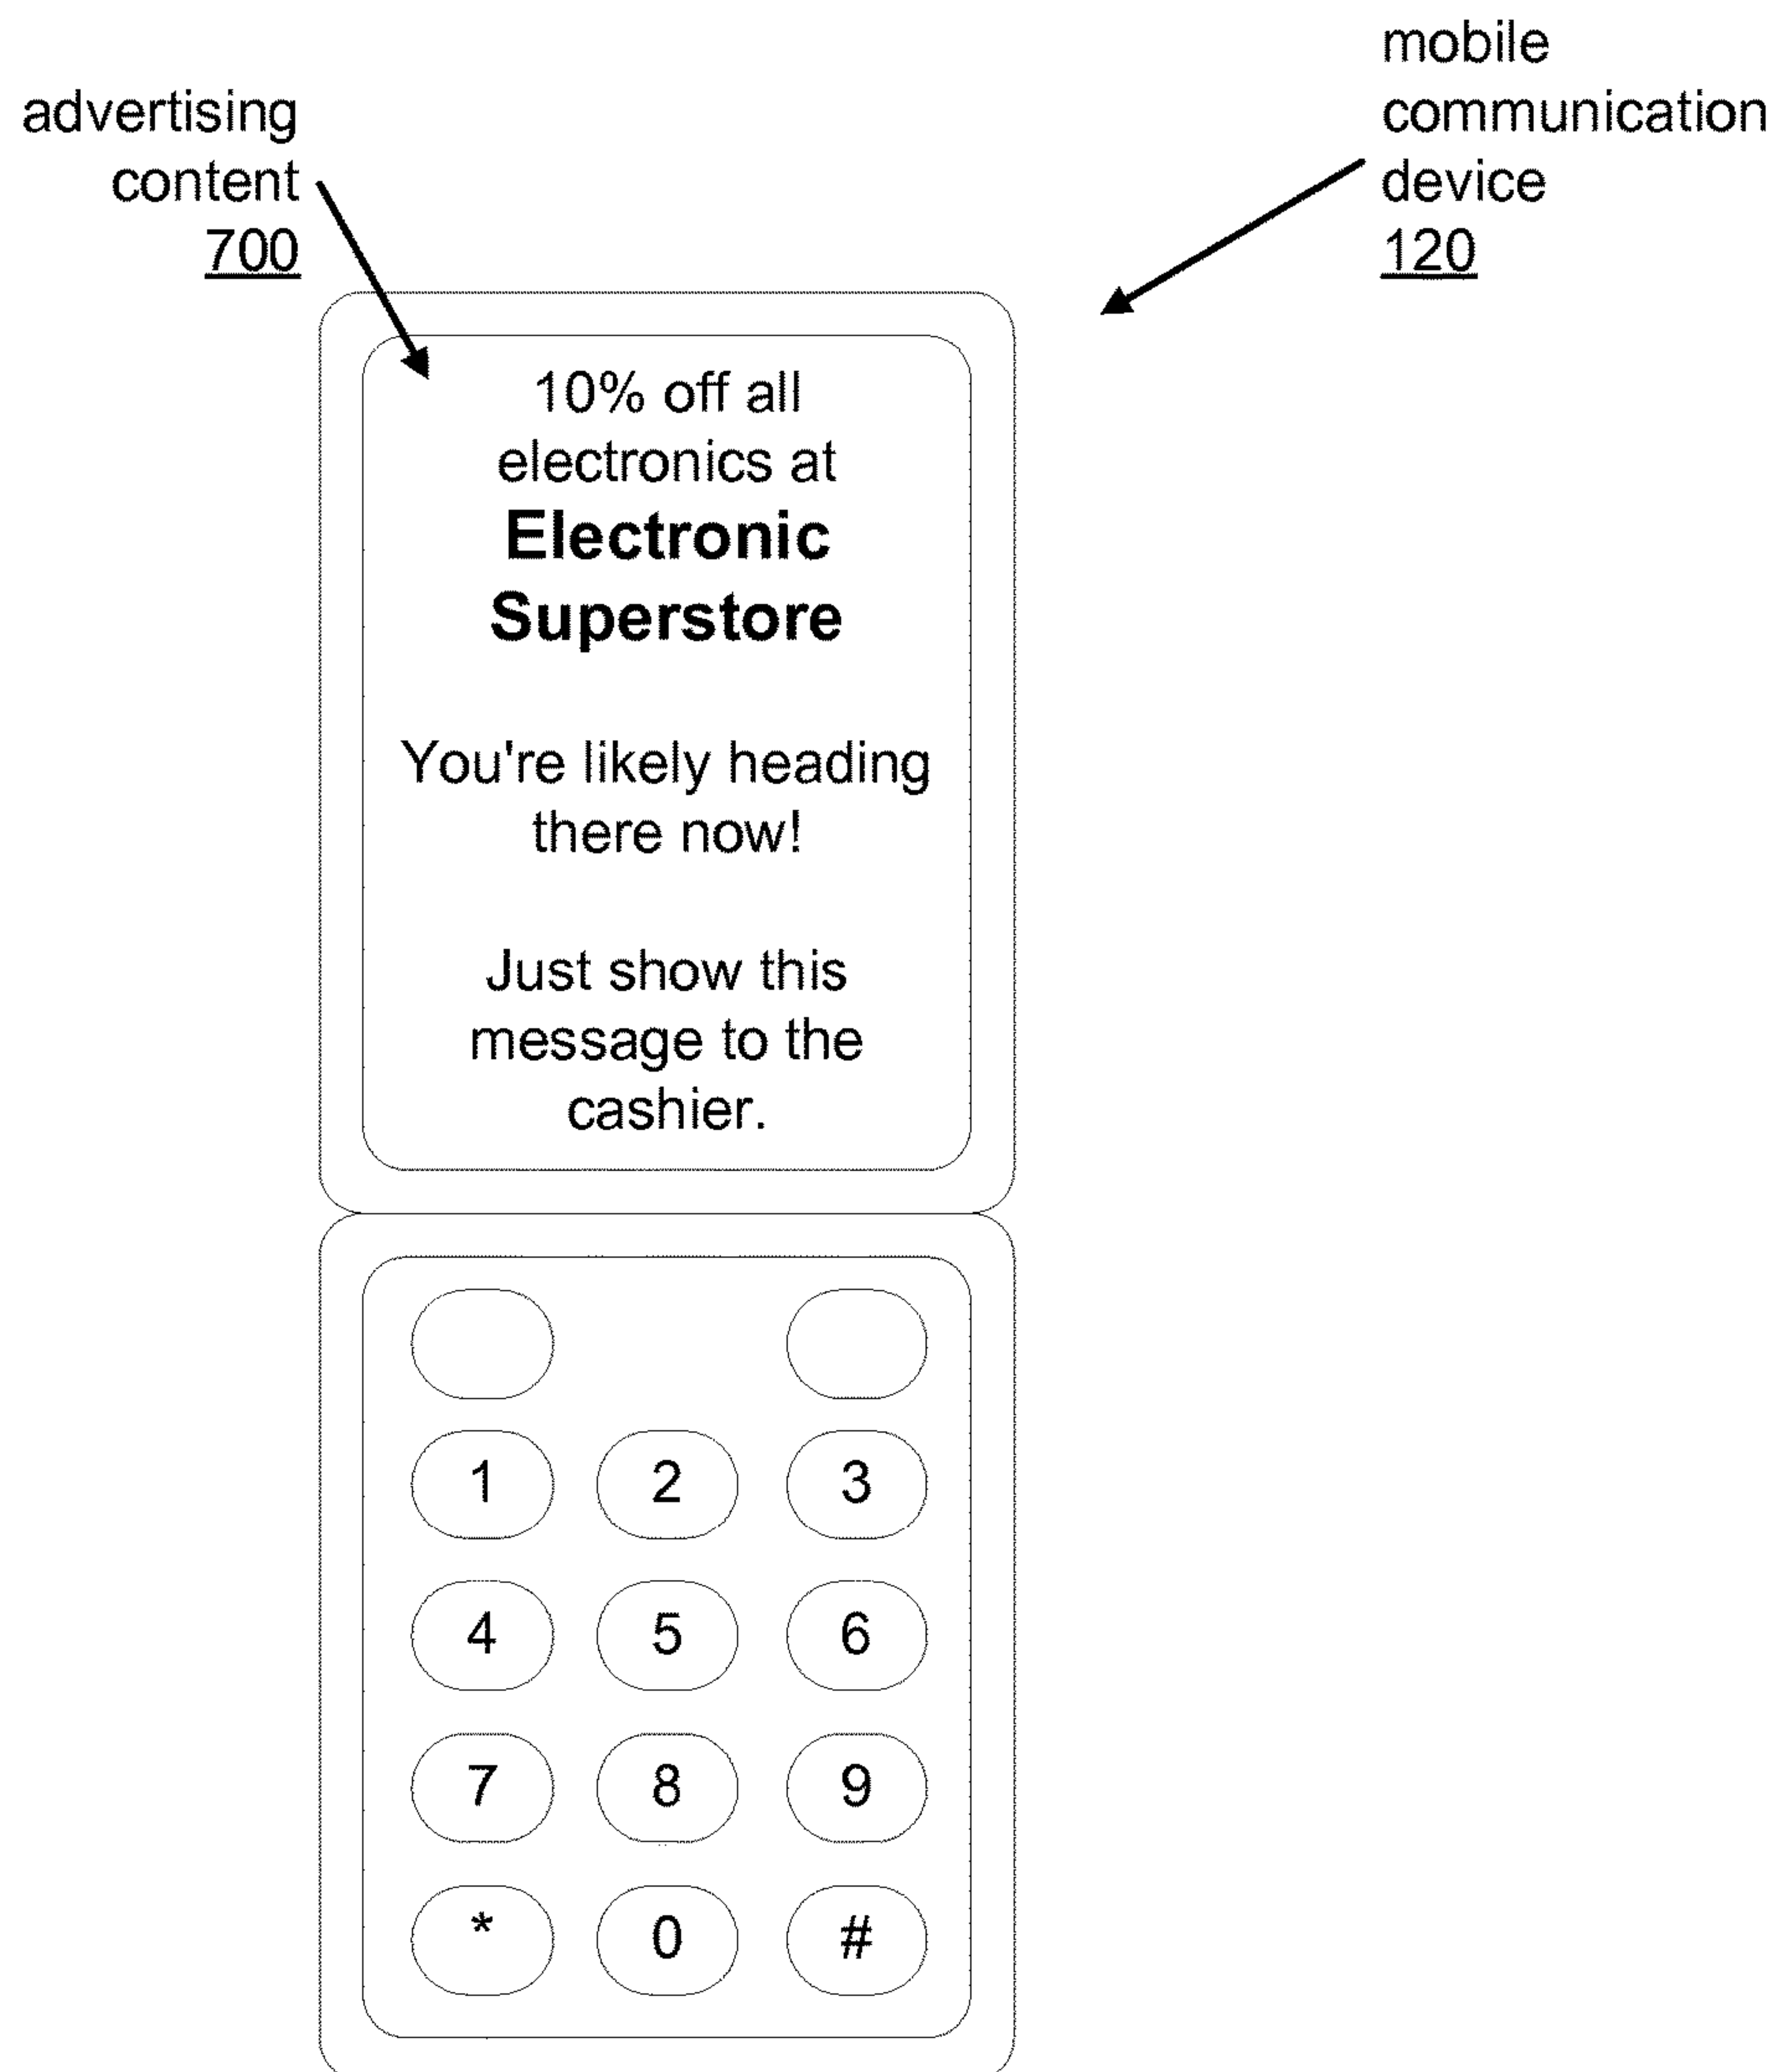 mobile
communication
device
120
advertising
content
700
10% off all
electronics at
Electronic
Superstore
You're likely heading
there now!
Just show this
message to the
cashier.
1 2 3
4 5 6
7 8 9
* 0 #